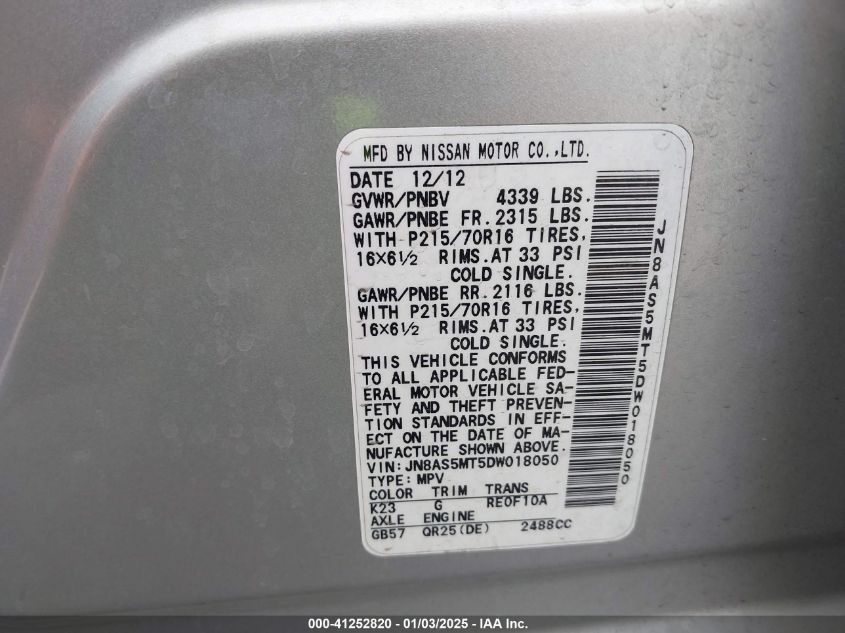 MFD BY NISSAN MOTOR CO.,LTD.
DATE 12/12
GVWR/PNBV 4339 LBS.
GAWR/PNBE FR. 2315 LBS.
WITH P215/70R16 TIRES,
16X6½ RIMS.AT 33 PSI
COLD SINGLE.
GAWR/PNBE RR. 2116 LBS.
WITH P215/70R16 TIRES,
16X6½ RIMS.AT 33 PSI
COLD SINGLE.
THIS VEHICLE CONFORMS
TO ALL APPLICABLE FED-
ERAL MOTOR VEHICLE SA-
FETY AND THEFT PREVEN-
TION STANDARDS IN EFF-
ECT ON THE DATE OF MA-
NUFACTURE SHOWN ABOVE.
VIN:JN8AS5MT5DW018050
TYPE:MPV
COLOR TRIM TRANS
K23 G RE0F10A
AXLE ENGINE
GB57 QR25(DE) 2488CC
JN8AS5MT5DW018050
000-41252820 - 01/03/2025 - IAA Inc.